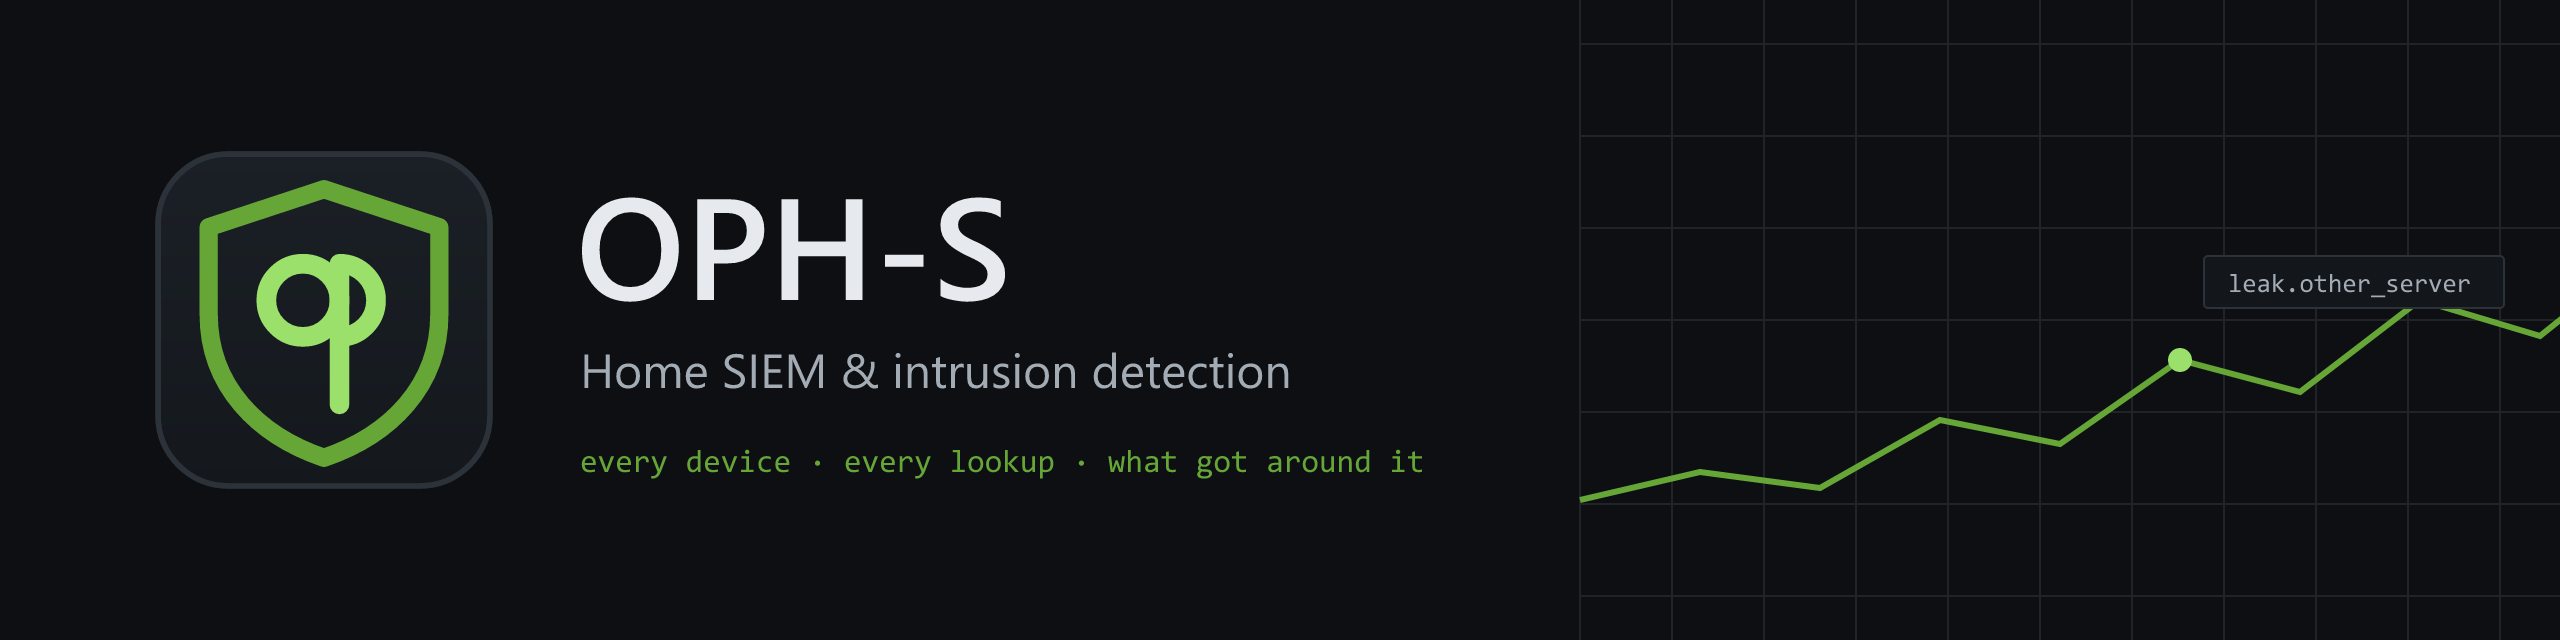 OPH-S
Home SIEM & intrusion detection
every device · every lookup · what got around it
leak.other_server